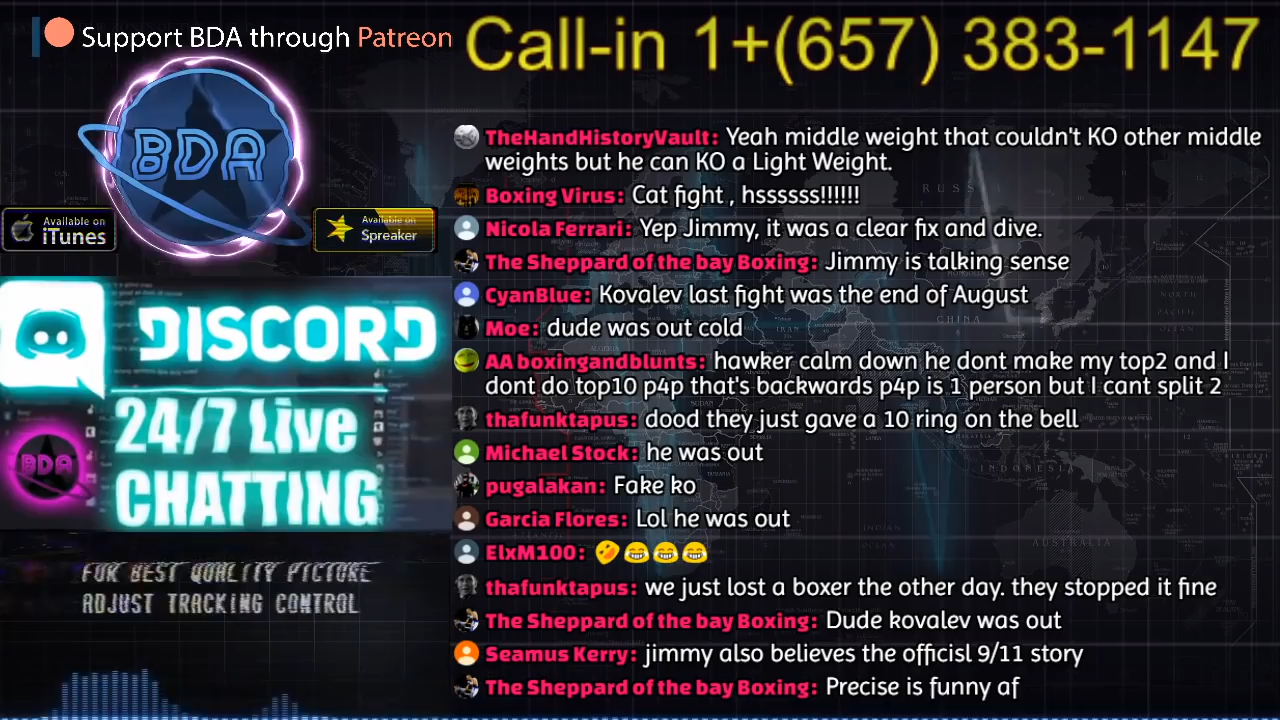 Support BDA through Patreon
Call-in 1+(657) 383-1147
BDA
Available on
iTunes
Available on
Spreaker
DISCORD
24/7 Live
CHATTING
BDA
FOR BEST QUALITY PICTURE
ADJUST TRACKING CONTROL
TheHandHistoryVault: Yeah middle weight that couldn't KO other middle
weights but he can KO a Light Weight.
Boxing Virus: Cat fight , hssssss!!!!!!
Nicola Ferrari: Yep Jimmy, it was a clear fix and dive.
The Sheppard of the bay Boxing: Jimmy is talking sense
CyanBlue: Kovalev last fight was the end of August
Moe: dude was out cold
AA boxingandblunts: hawker calm down he dont make my top2 and I
dont do top10 p4p that's backwards p4p is 1 person but I cant split 2
thafunktapus: dood they just gave a 10 ring on the bell
Michael Stock: he was out
pugalakan: Fake ko
Garcia Flores: Lol he was out
ElxM100: 🤣😂😂😂
thafunktapus: we just lost a boxer the other day. they stopped it fine
The Sheppard of the bay Boxing: Dude kovalev was out
Seamus Kerry: jimmy also believes the officisl 9/11 story
The Sheppard of the bay Boxing: Precise is funny af
RUSS
CHINA
IRAN
INDONESIA
AUSTRALIA